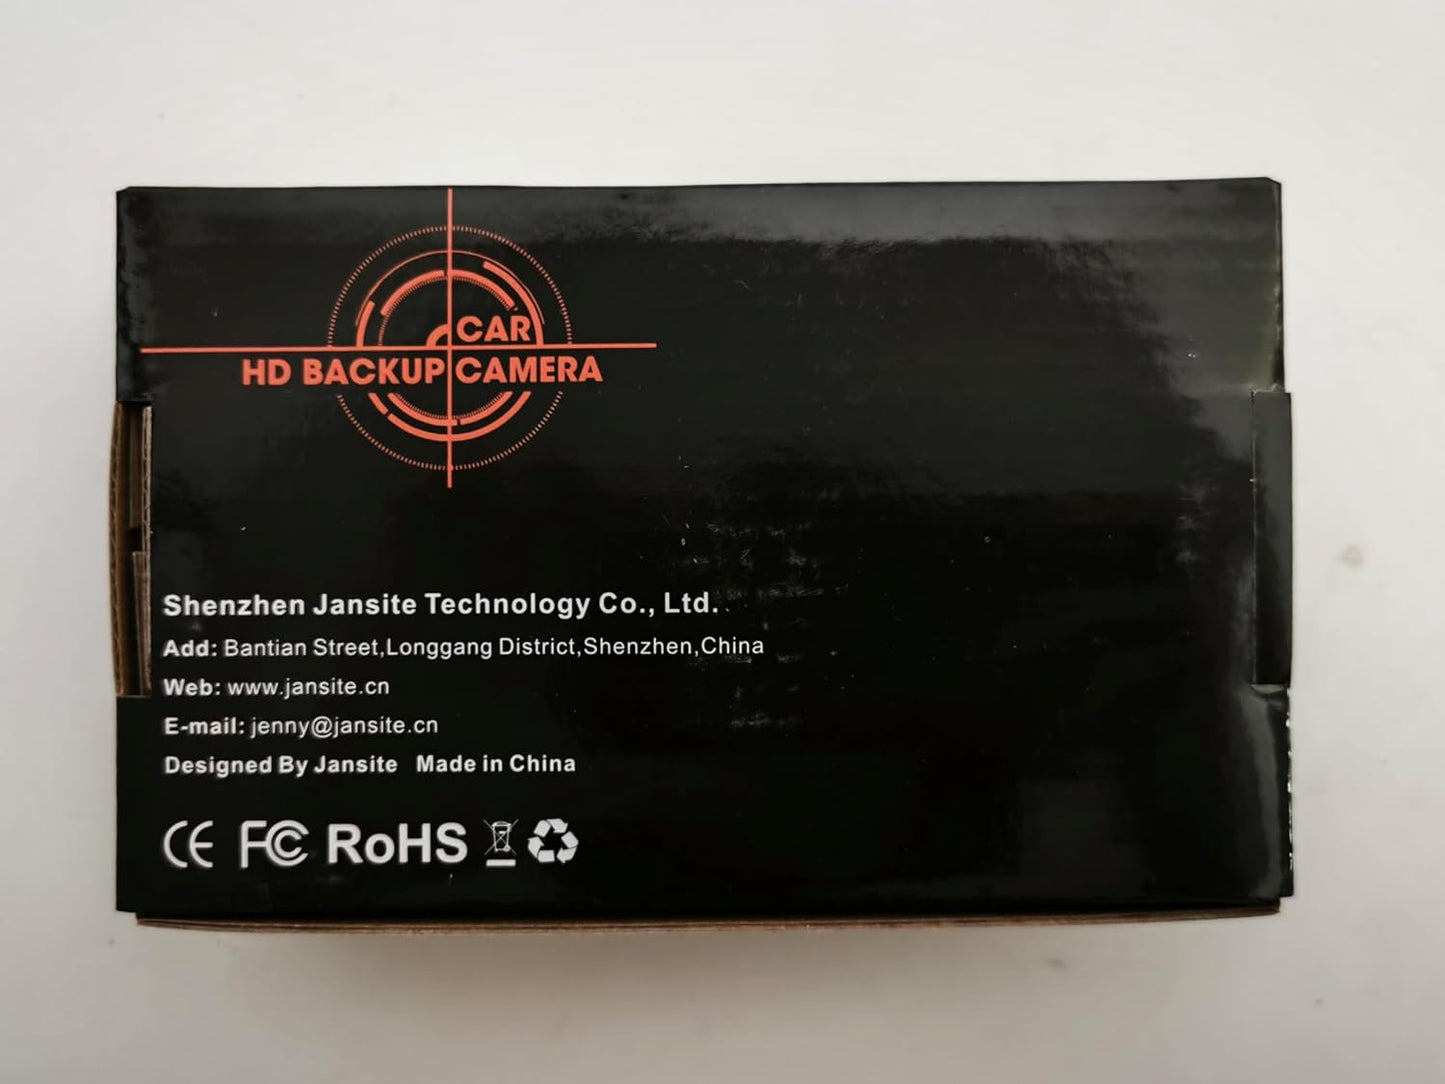 CAR
HD BACKUP CAMERA
Shenzhen Jansite Technology Co., Ltd.
Add: Bantian Street,Longgang District,Shenzhen,China
Web: www.jansite.cn
E-mail: jenny@jansite.cn
Designed By Jansite Made in China
CE FC RoHS